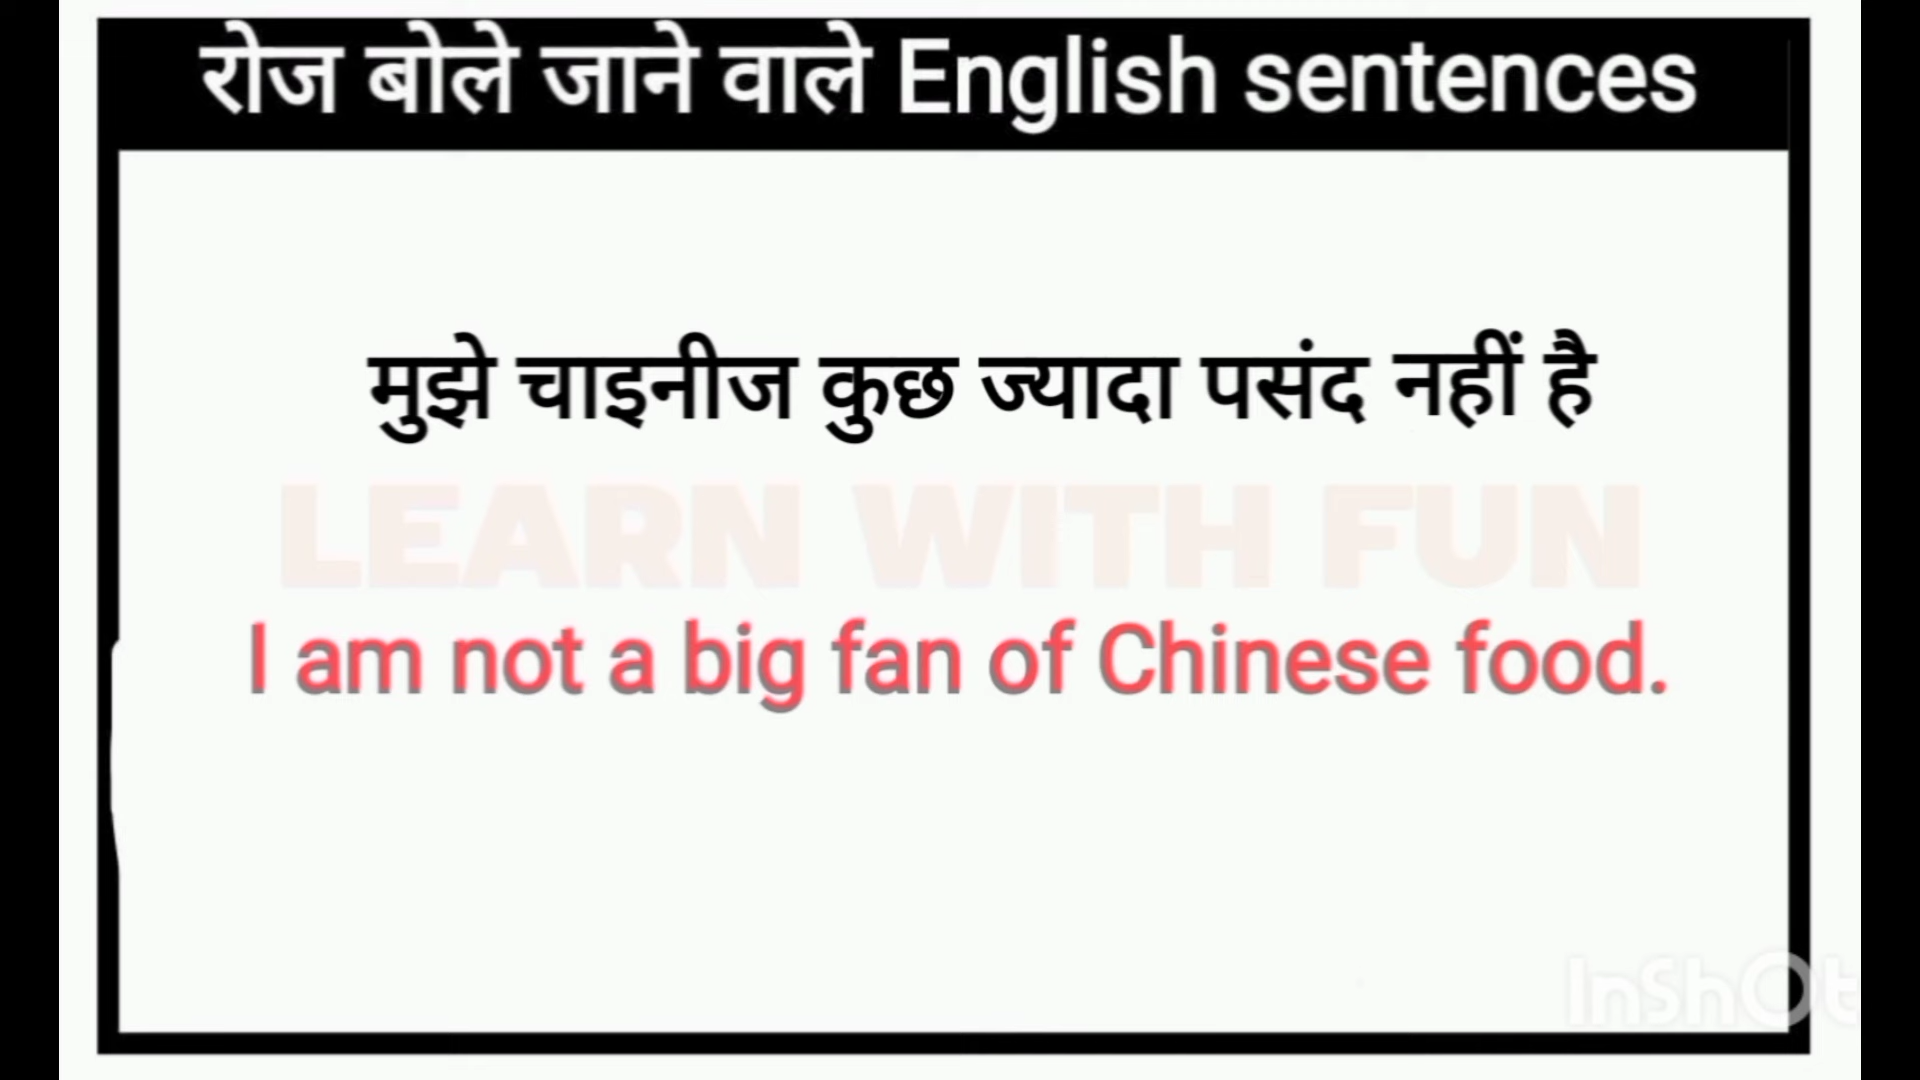 रोज बोले जाने वाले English sentences
मुझे चाइनीज कुछ ज्यादा पसंद नहीं है
LEARN WITH FUN
I am not a big fan of Chinese food.
InShOt